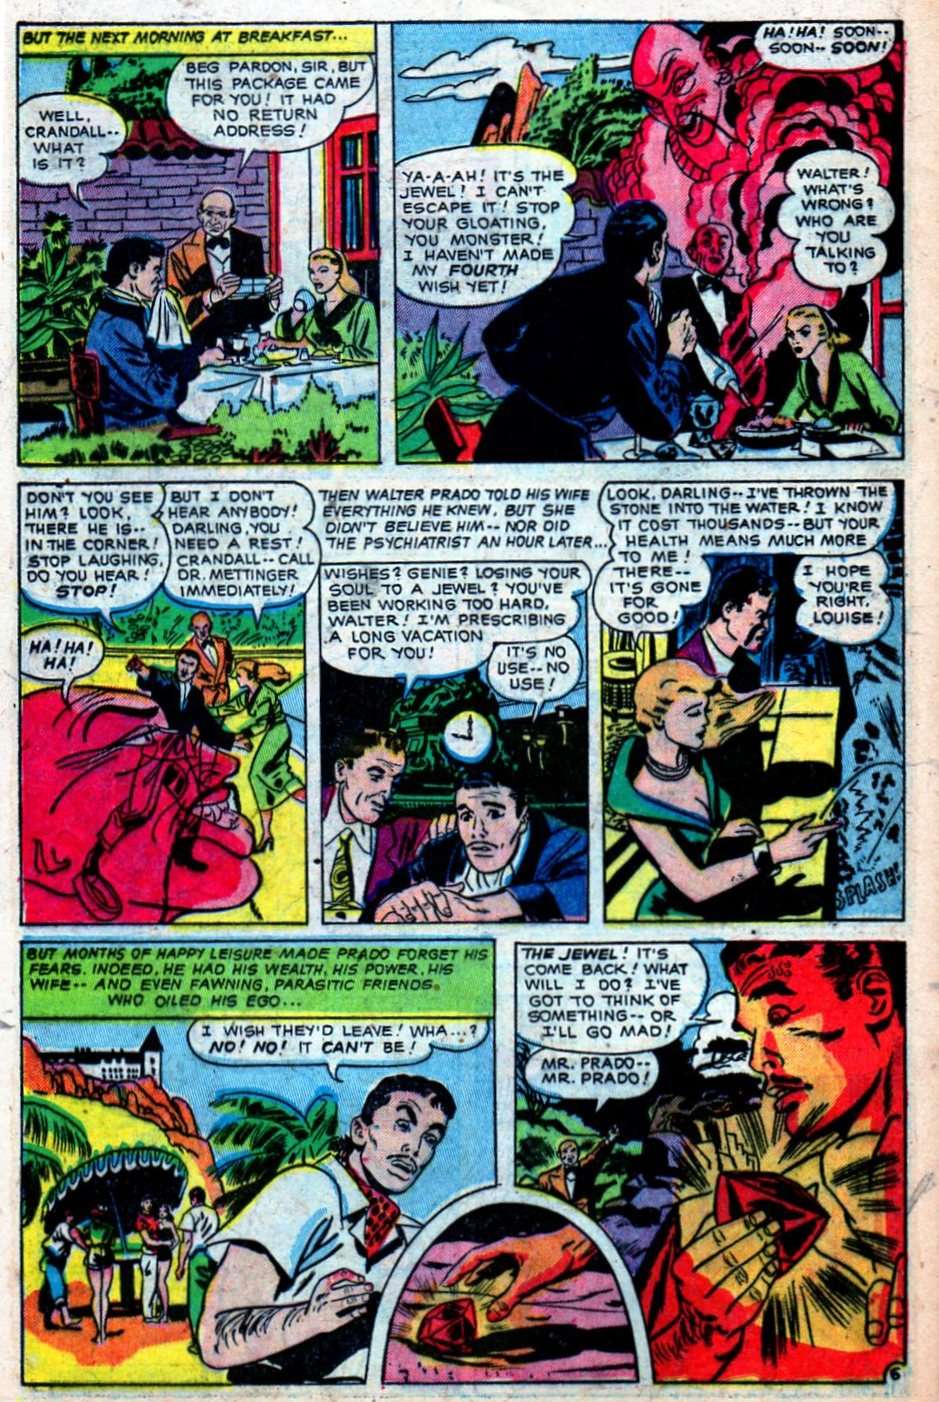 BUT THE NEXT MORNING AT BREAKFAST...
WELL,
CRANDALL--
WHAT
IS IT?
BEG PARDON, SIR, BUT
THIS PACKAGE CAME
FOR YOU! IT HAD
NO RETURN
ADDRESS!
HA! HA! SOON--
SOON-- SOON!
YA-A-AH! IT'S THE
JEWEL! I CAN'T
ESCAPE IT! STOP
YOUR GLOATING,
YOU MONSTER!
I HAVEN'T MADE
MY FOURTH
WISH YET!
WALTER!
WHAT'S
WRONG?
WHO ARE
YOU
TALKING
TO?
DON'T YOU SEE
HIM? LOOK,
THERE HE IS--
IN THE CORNER!
STOP LAUGHING,
DO YOU HEAR!
STOP!
BUT I DON'T
HEAR ANYBODY!
DARLING, YOU
NEED A REST!
CRANDALL-- CALL
DR. METTINGER
IMMEDIATELY!
HA! HA!
HA!
THEN WALTER PRADO TOLD HIS WIFE
EVERYTHING HE KNEW, BUT SHE
DIDN'T BELIEVE HIM-- NOR DID
THE PSYCHIATRIST AN HOUR LATER...
WISHES? GENIE? LOSING YOUR
SOUL TO A JEWEL? YOU'VE
BEEN WORKING TOO HARD,
WALTER! I'M PRESCRIBING
A LONG VACATION
FOR YOU!
IT'S NO
USE-- NO
USE!
LOOK, DARLING-- I'VE THROWN THE
STONE INTO THE WATER! I KNOW
IT COST THOUSANDS-- BUT YOUR
HEALTH MEANS MUCH MORE
TO ME!
THERE--
IT'S GONE
FOR
GOOD!
I HOPE
YOU'RE
RIGHT,
LOUISE!
SPLASH!
BUT MONTHS OF HAPPY LEISURE MADE PRADO FORGET HIS
FEARS. INDEED, HE HAD HIS WEALTH, HIS POWER, HIS
WIFE-- AND EVEN FAWNING, PARASITIC FRIENDS,
WHO OILED HIS EGO...
I WISH THEY'D LEAVE! WHA...?
NO! NO! IT CAN'T BE!
THE JEWEL! IT'S
COME BACK! WHAT
WILL I DO? I'VE
GOT TO THINK OF
SOMETHING-- OR
I'LL GO MAD!
MR. PRADO--
MR. PRADO!
6